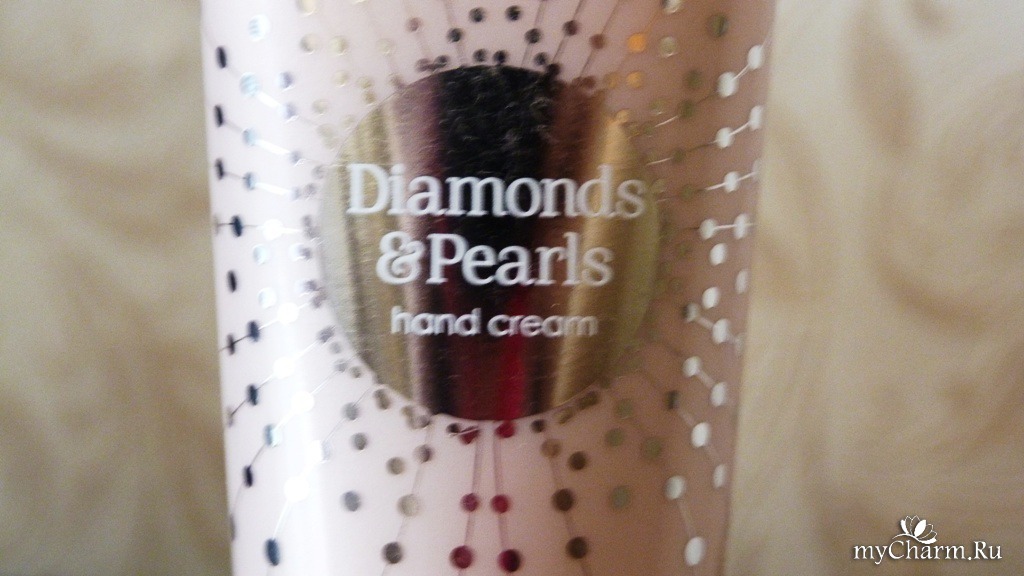 Diamonds
&Pearls
hand cream
myCharm.Ru